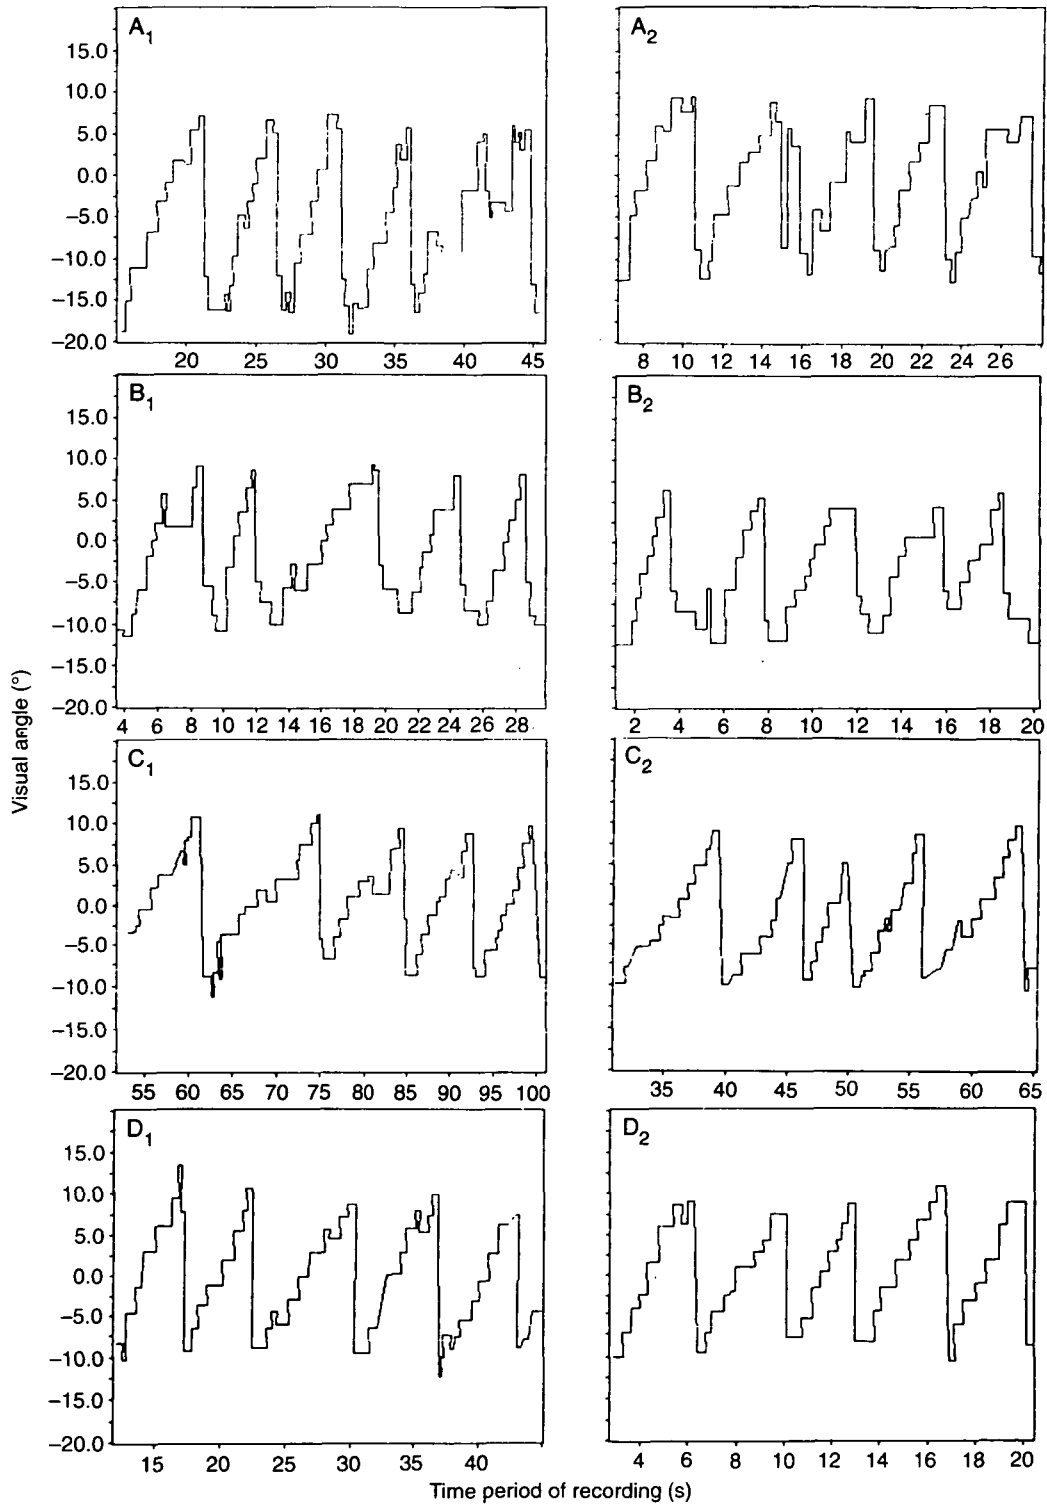 A1
A2
15.0
10.0
5.0
0.0
−5.0
−10.0
−15.0
−20.0
20 25 30 35 40 45
8 10 12 14 16 18 20 22 24 26
B1
B2
15.0
10.0
5.0
0.0
−5.0
−10.0
−15.0
−20.0
4 6 8 10 12 14 16 18 20 22 24 26 28
2 4 6 8 10 12 14 16 18 20
Visual angle (°)
C1
C2
15.0
10.0
5.0
0.0
−5.0
−10.0
−15.0
−20.0
55 60 65 70 75 80 85 90 95 100
35 40 45 50 55 60 65
D1
D2
15.0
10.0
5.0
0.0
−5.0
−10.0
−15.0
−20.0
15 20 25 30 35 40
4 6 8 10 12 14 16 18 20
Time period of recording (s)